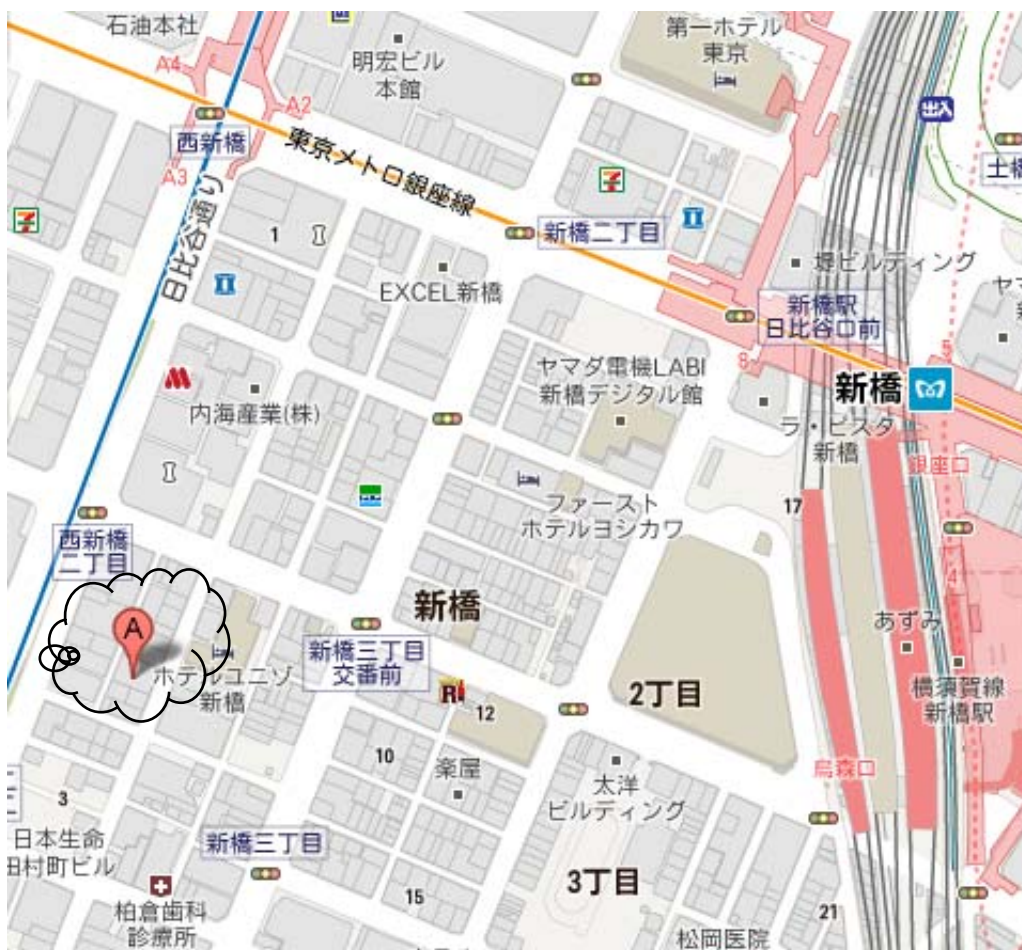 石油本社
第一ホテル
東京
明宏ビル
本館
A4
A2
西新橋
A3
東京メトロ銀座線
日比谷通り
出入
土橋
新橋二丁目
1
EXCEL新橋
堤ビルディング
新橋駅
日比谷口前
8
ヤマダ電機LABI
新橋デジタル館
新橋
内海産業(株)
ラ・ビスタ
新橋
銀座口
17
ファースト
ホテルヨシカワ
西新橋
二丁目
4
新橋
A
あずみ
新橋三丁目
交番前
ホテルユニゾ
新橋
R
12
2丁目
横須賀線
新橋駅
10
楽屋
太洋
ビルディング
烏森口
3
日本生命
田村町ビル
新橋三丁目
柏倉歯科
診療所
15
3丁目
21
松岡医院